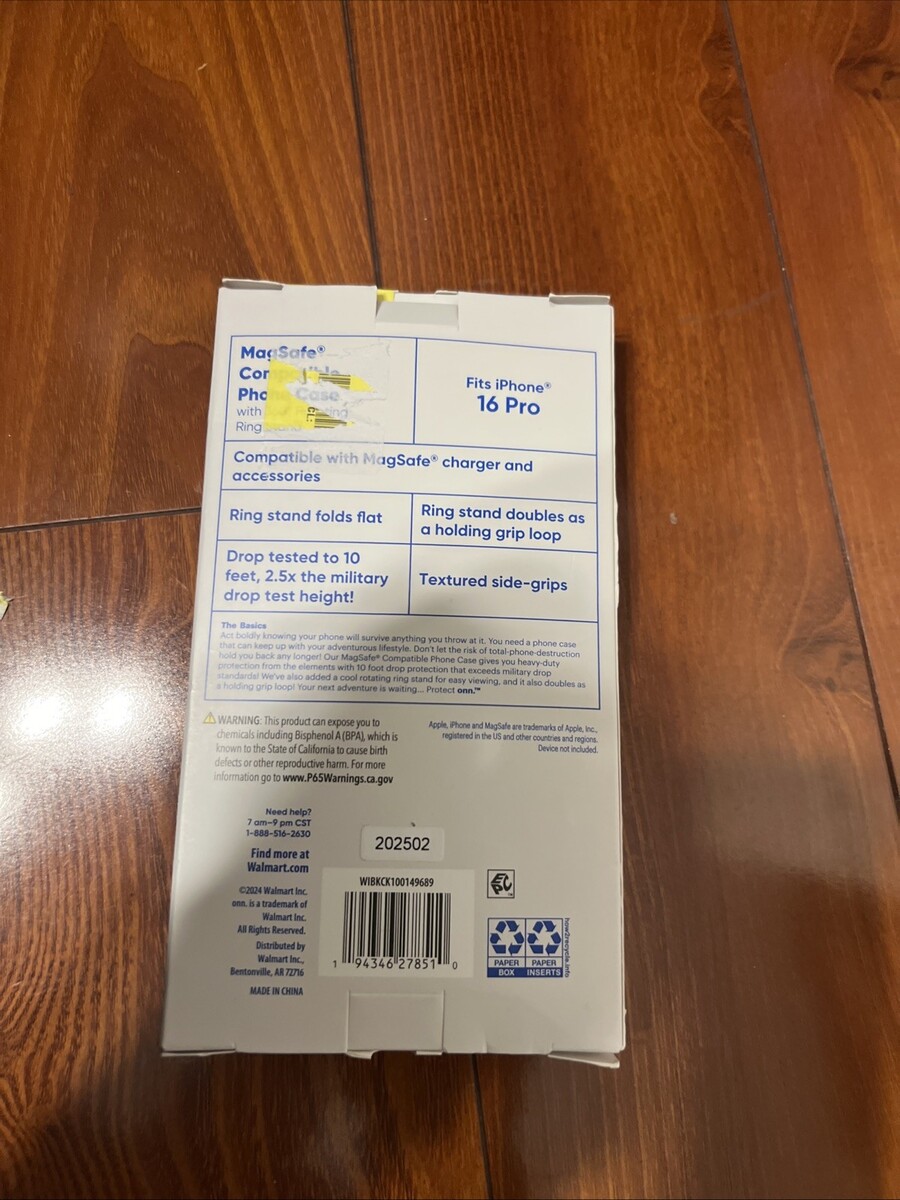 MagSafe®
Compatible
Phone Case
with
Ring Stand
CL:
Fits iPhone®
16 Pro
Compatible with MagSafe® charger and
accessories
Ring stand folds flat
Ring stand doubles as
a holding grip loop
Drop tested to 10
feet, 2.5x the military
drop test height!
Textured side-grips
The Basics
Act boldly knowing your phone will survive anything you throw at it. You need a phone case
that can keep up with your adventurous lifestyle. Don't let the risk of total-phone-destruction
hold you back any longer! Our MagSafe® Compatible Phone Case gives you heavy-duty
protection from the elements with 10 foot drop protection that exceeds military drop
standards! We've also added a cool rotating ring stand for easy viewing, and it also doubles as
a holding grip loop! Your next adventure is waiting... Protect onn.™
⚠WARNING: This product can expose you to
chemicals including Bisphenol A (BPA), which is
known to the State of California to cause birth
defects or other reproductive harm. For more
information go to www.P65Warnings.ca.gov
Apple, iPhone and MagSafe are trademarks of Apple, Inc.,
registered in the US and other countries and regions.
Device not included.
Need help?
7 am–9 pm CST
1-888-516-2630
Find more at
Walmart.com
©2024 Walmart Inc.
onn. is a trademark of
Walmart Inc.
All Rights Reserved.
Distributed by
Walmart Inc.,
Bentonville, AR 72716
MADE IN CHINA
202502
WIBKCK100149689
1 94346 27851 0
PAPER
BOX
PAPER
INSERTS
how2recycle.info